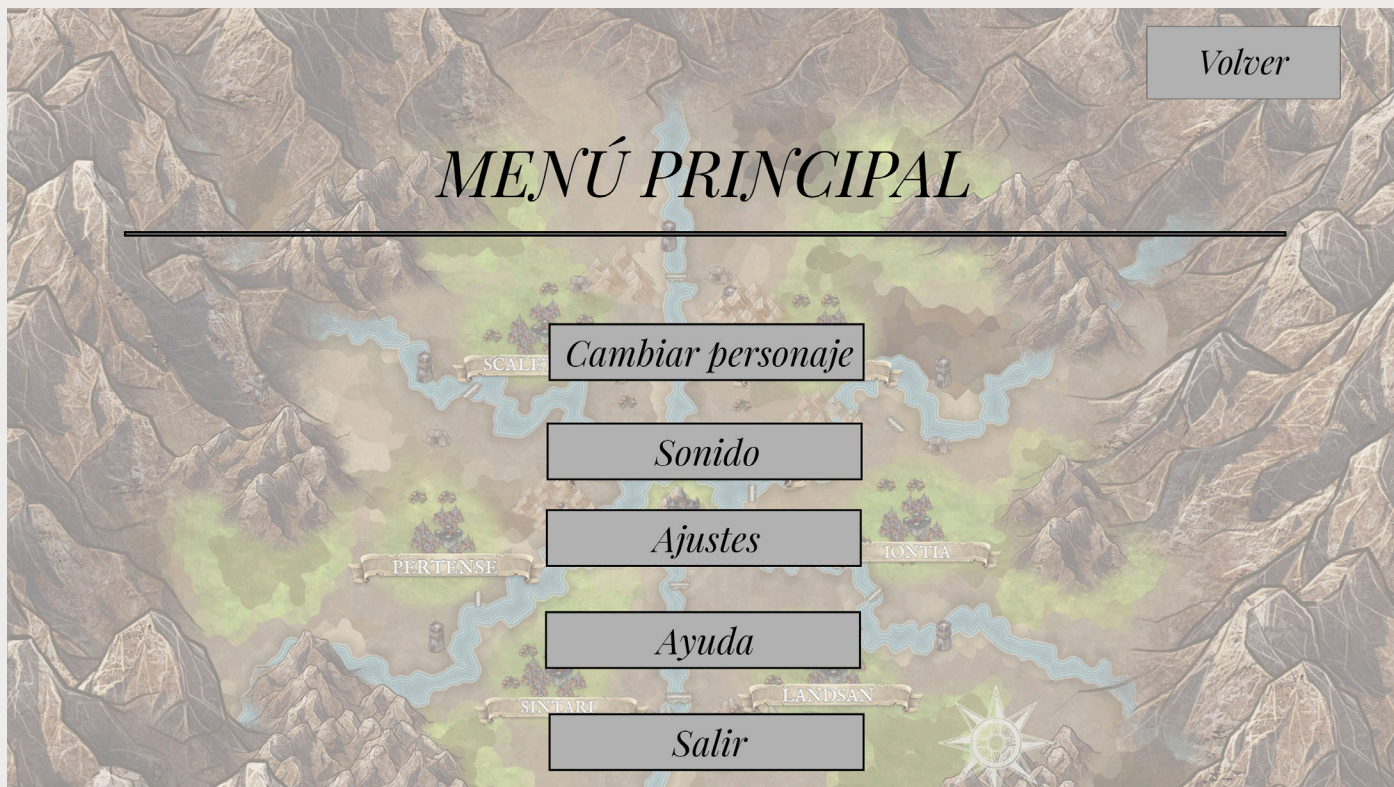 Volver
MENÚ PRINCIPAL
Cambiar personaje
Sonido
Ajustes
IONTIA
PERTENSE
Ayuda
LANDSAN
SINTARI
Salir